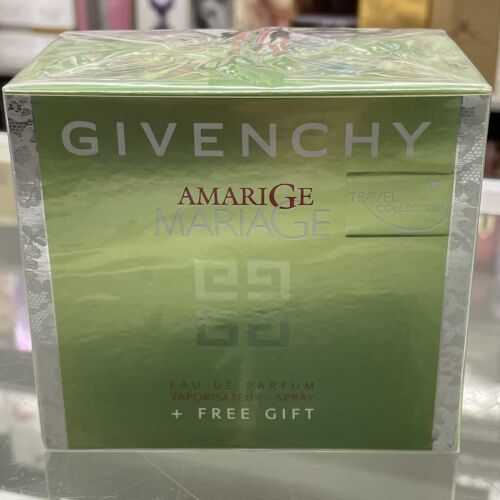 GIVENCHY
AMARIGE
MARIAGE
TRAVEL
COLLECTION
EAU DE PARFUM
VAPORISATEUR - SPRAY
+ FREE GIFT